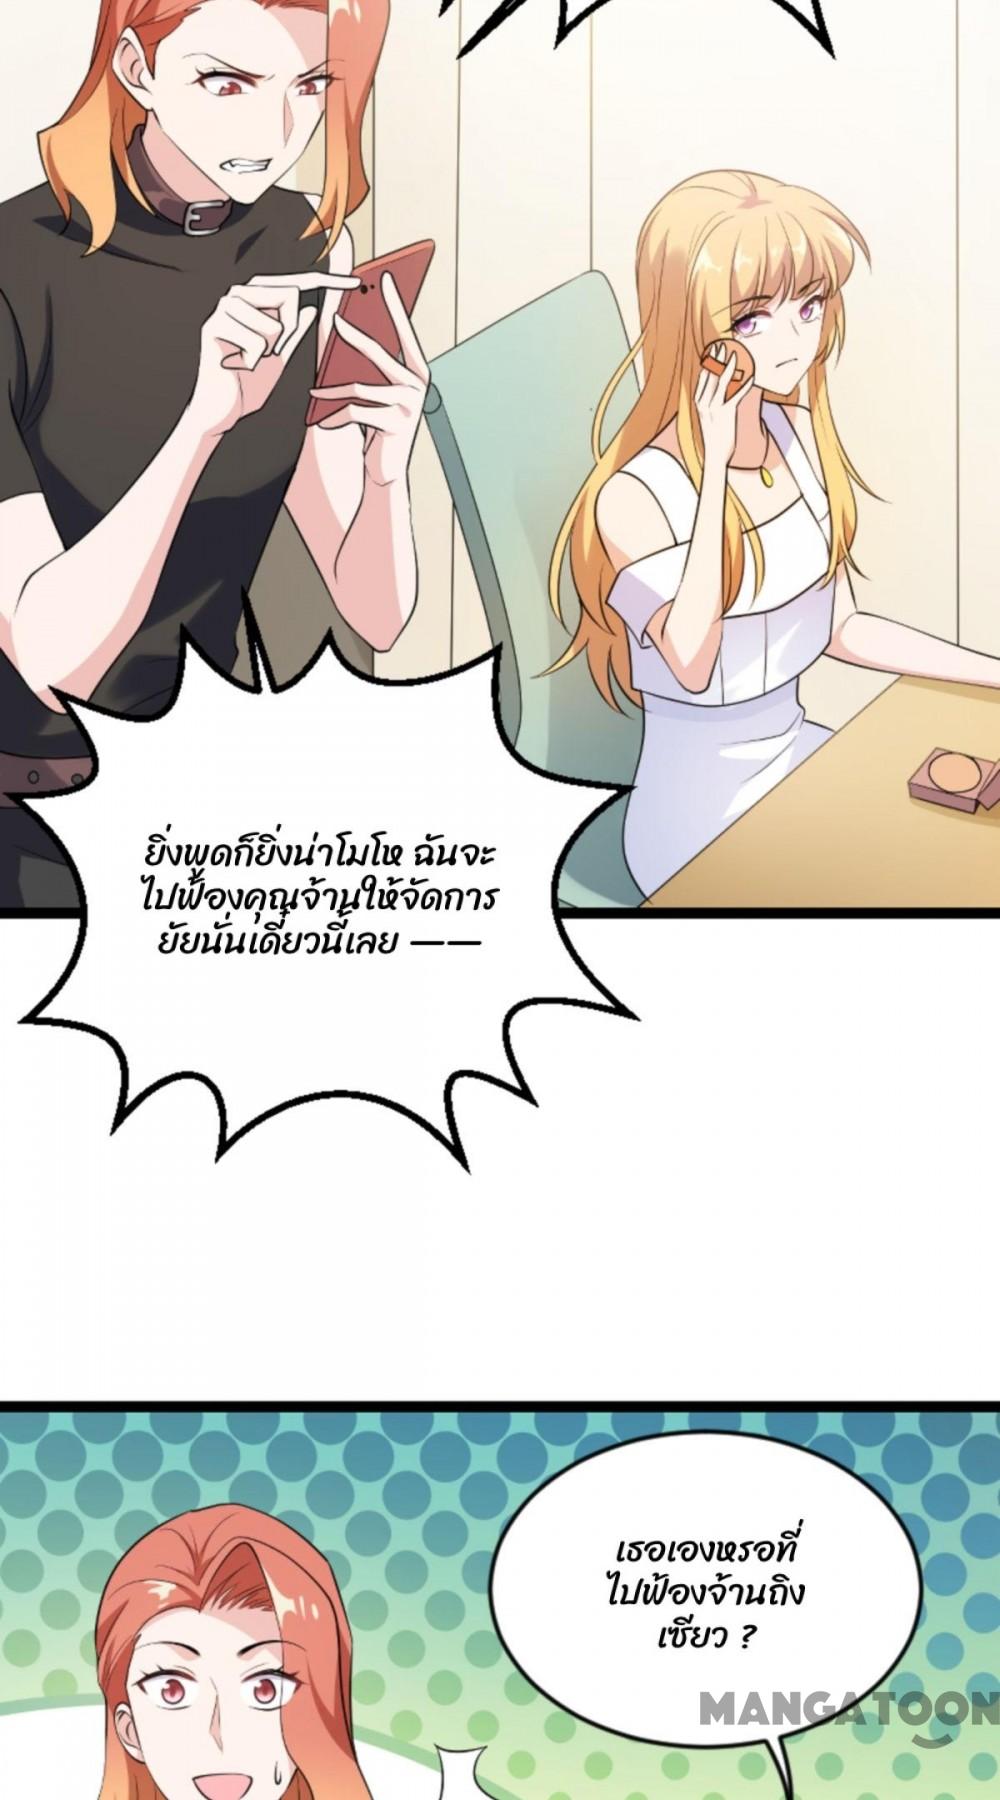 ยิ่งพูดก็ยิ่งน่าโมโห ฉันจะ
ไปฟ้องคุณจ้านให้จัดการ
ยัยนั่นเดี๋ยวนี้เลย ——
เธอเองหรอที่
ไปฟ้องจ้านถิง
เซียว ?
MANGATOON